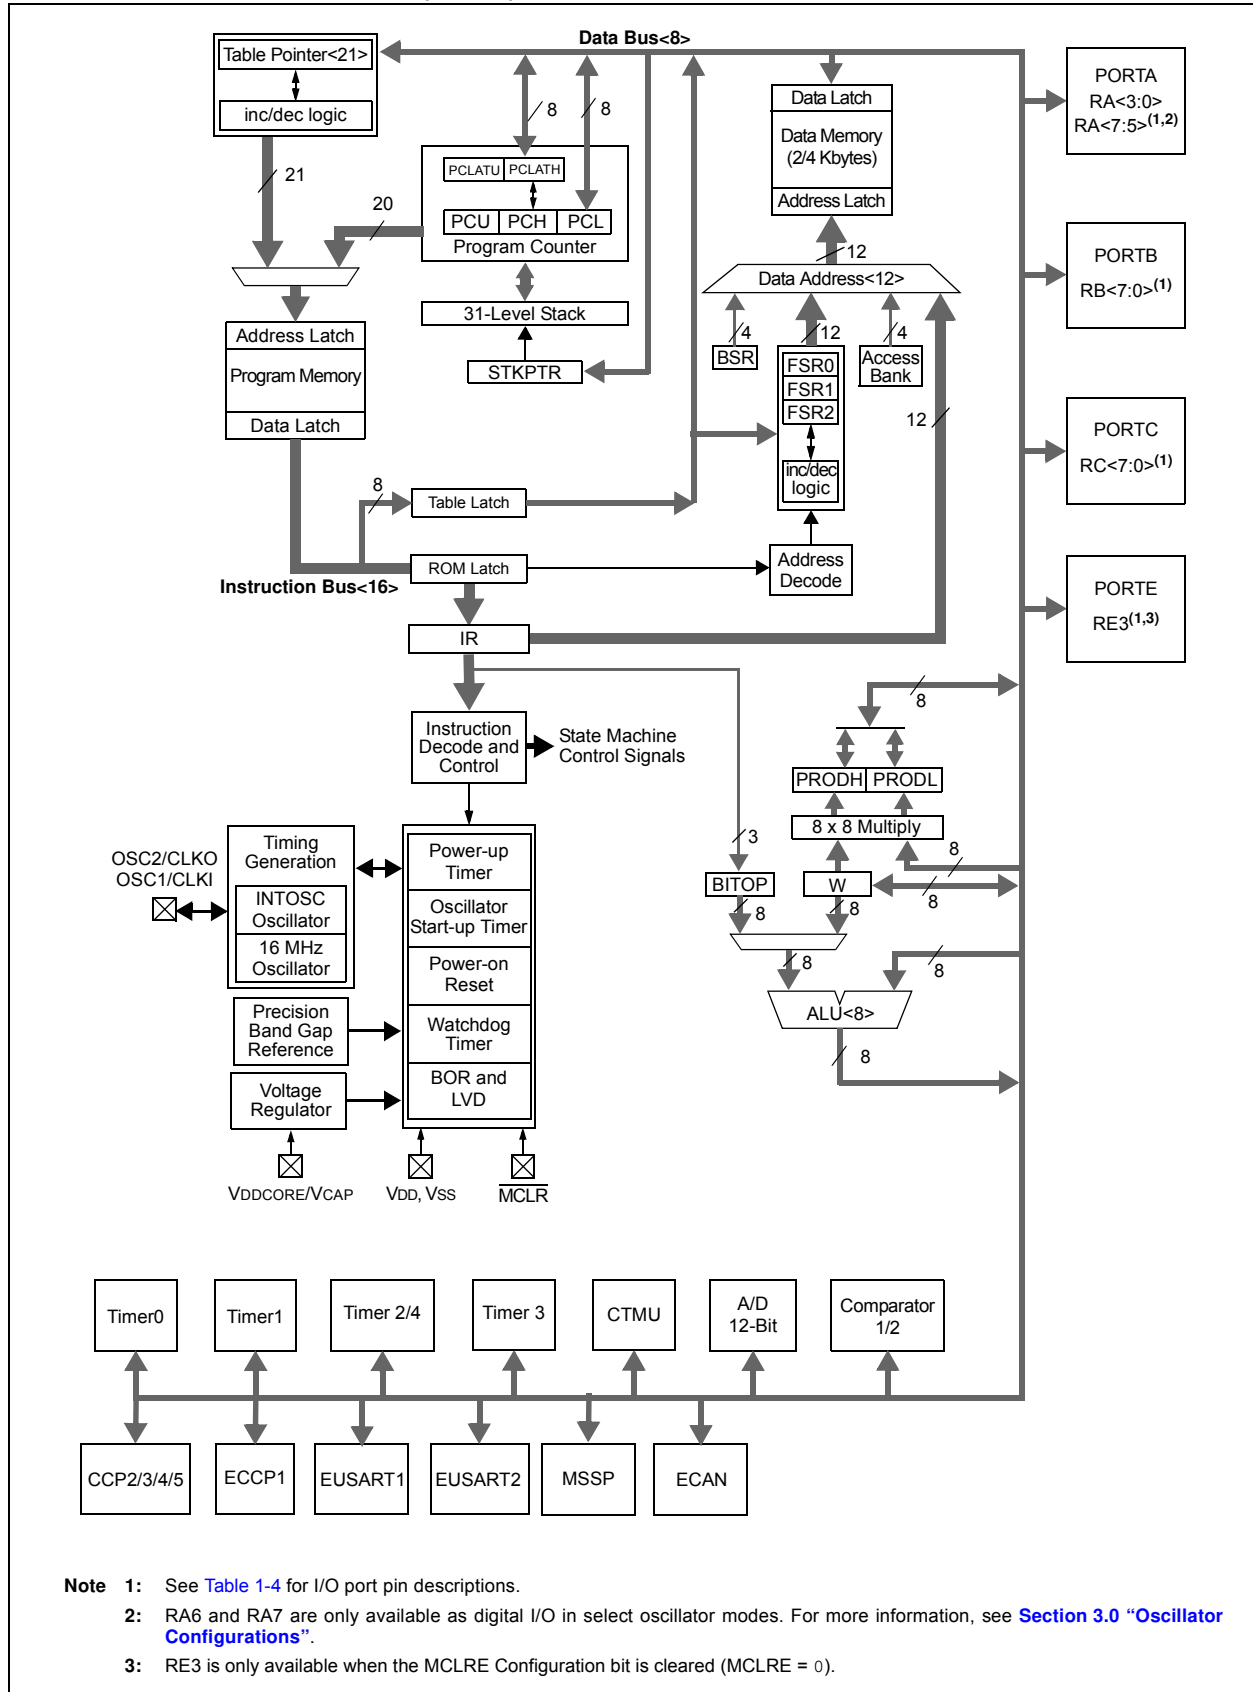 Data Bus<8>
Table Pointer<21>
inc/dec logic
21
20
8
8
PCLATU PCLATH
PCU PCH PCL
Program Counter
31-Level Stack
STKPTR
Data Latch
Data Memory
(2/4 Kbytes)
Address Latch
12
Data Address<12>
4
12
4
BSR
FSR0
FSR1
FSR2
inc/dec
logic
Access
Bank
12
Address
Decode
Address Latch
Program Memory
Data Latch
8
Table Latch
ROM Latch
Instruction Bus<16>
IR
PORTA
RA<3:0>
RA<7:5>(1,2)
PORTB
RB<7:0>(1)
PORTC
RC<7:0>(1)
PORTE
RE3(1,3)
Instruction
Decode and
Control
State Machine
Control Signals
8
PRODH PRODL
8 x 8 Multiply
3
8
BITOP
W
8
8
8
8
8
ALU<8>
8
OSC2/CLKO
OSC1/CLKI
Timing
Generation
INTOSC
Oscillator
16 MHz
Oscillator
Power-up
Timer
Oscillator
Start-up Timer
Power-on
Reset
Watchdog
Timer
BOR and
LVD
Precision
Band Gap
Reference
Voltage
Regulator
VDDCORE/VCAP
VDD, VSS
MCLR
Timer0
Timer1
Timer 2/4
Timer 3
CTMU
A/D
12-Bit
Comparator
1/2
CCP2/3/4/5
ECCP1
EUSART1
EUSART2
MSSP
ECAN
Note 1: See Table 1-4 for I/O port pin descriptions.
2: RA6 and RA7 are only available as digital I/O in select oscillator modes. For more information, see Section 3.0 “Oscillator
Configurations”.
3: RE3 is only available when the MCLRE Configuration bit is cleared (MCLRE = 0).